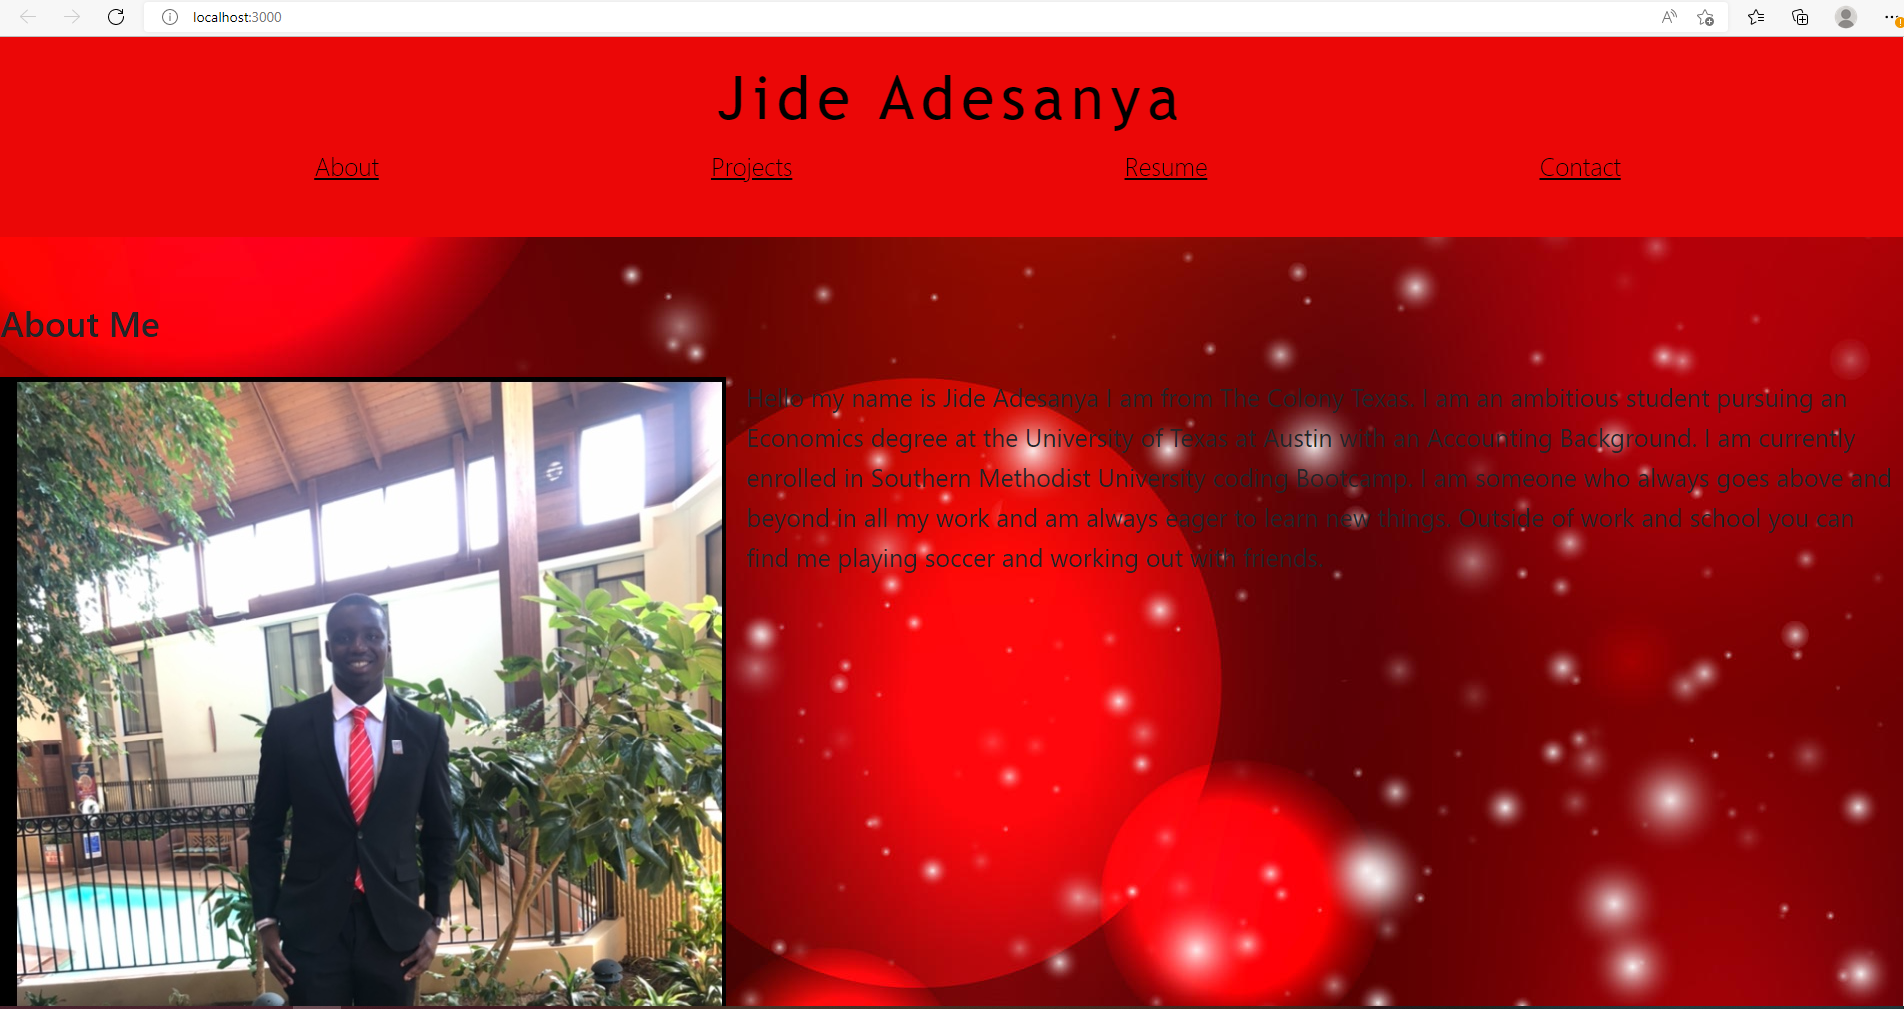 localhost:3000
Jide Adesanya
About Projects Resume Contact
About Me
Hello my name is Jide Adesanya I am from The Colony Texas. I am an ambitious student pursuing an
Economics degree at the University of Texas at Austin with an Accounting Background. I am currently
enrolled in Southern Methodist University coding Bootcamp. I am someone who always goes above and
beyond in all my work and am always eager to learn new things. Outside of work and school you can
find me playing soccer and working out with friends.